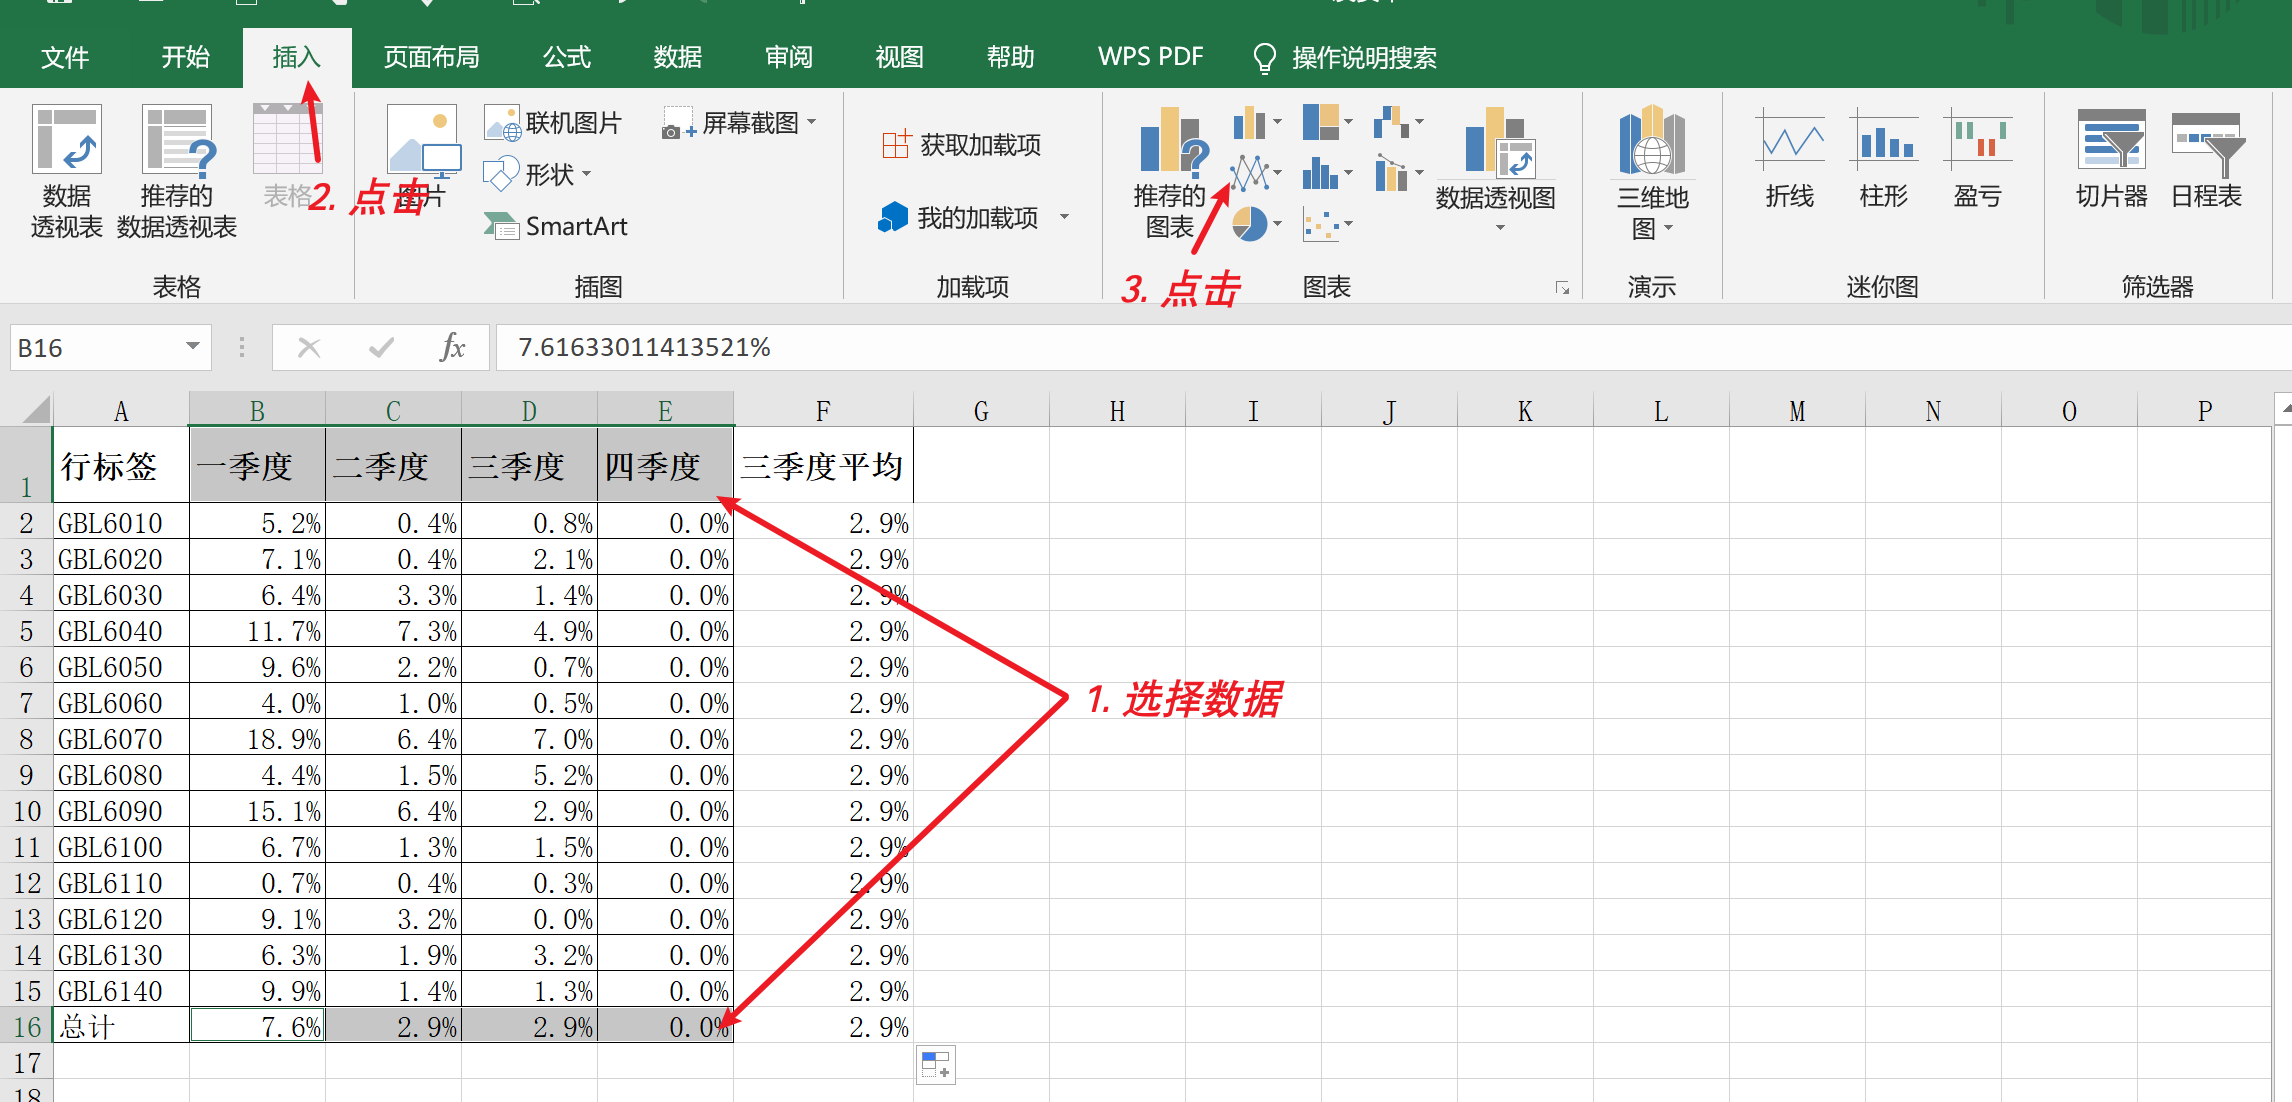 文件 开始 插入 页面布局 公式 数据 审阅 视图 帮助 WPS PDF 操作说明搜索
联机图片 屏幕截图
获取加载项
形状
数据 推荐的 表格 图片 推荐的 数据透视图 三维地 折线 柱形 盈亏 切片器 日程表
2. 点击
我的加载项
透视表 数据透视表 SmartArt 图表 图
表格 插图 加载项 图表 演示 迷你图 筛选器
3. 点击
B16 fx 7.61633011413521%
A B C D E F G H I J K L M N O P
1 行标签 一季度 二季度 三季度 四季度 三季度平均
2 GBL6010 5.2% 0.4% 0.8% 0.0% 2.9%
3 GBL6020 7.1% 0.4% 2.1% 0.0% 2.9%
4 GBL6030 6.4% 3.3% 1.4% 0.0% 2.9%
5 GBL6040 11.7% 7.3% 4.9% 0.0% 2.9%
6 GBL6050 9.6% 2.2% 0.7% 0.0% 2.9%
7 GBL6060 4.0% 1.0% 0.5% 0.0% 2.9%
1. 选择数据
8 GBL6070 18.9% 6.4% 7.0% 0.0% 2.9%
9 GBL6080 4.4% 1.5% 5.2% 0.0% 2.9%
10 GBL6090 15.1% 6.4% 2.9% 0.0% 2.9%
11 GBL6100 6.7% 1.3% 1.5% 0.0% 2.9%
12 GBL6110 0.7% 0.4% 0.3% 0.0% 2.9%
13 GBL6120 9.1% 3.2% 0.0% 0.0% 2.9%
14 GBL6130 6.3% 1.9% 3.2% 0.0% 2.9%
15 GBL6140 9.9% 1.4% 1.3% 0.0% 2.9%
16 总计 7.6% 2.9% 2.9% 0.0% 2.9%
17
18